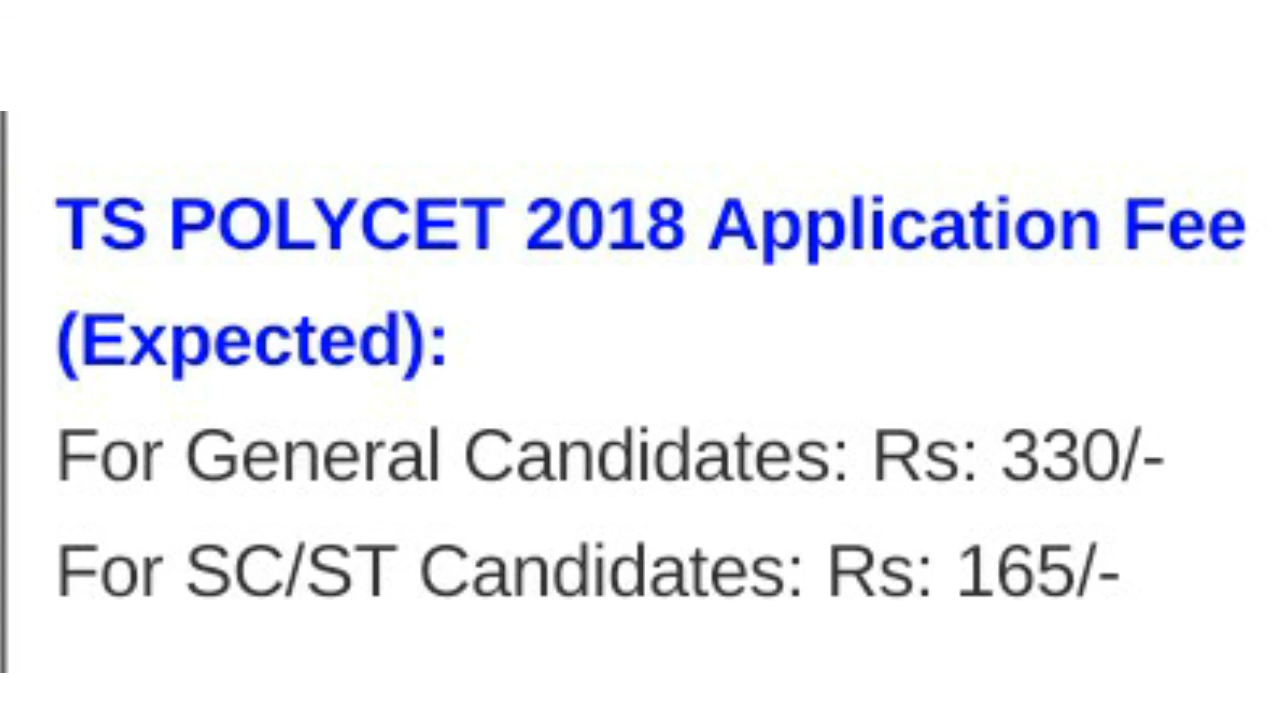 TS POLYCET 2018 Application Fee
(Expected):
For General Candidates: Rs: 330/-
For SC/ST Candidates: Rs: 165/-